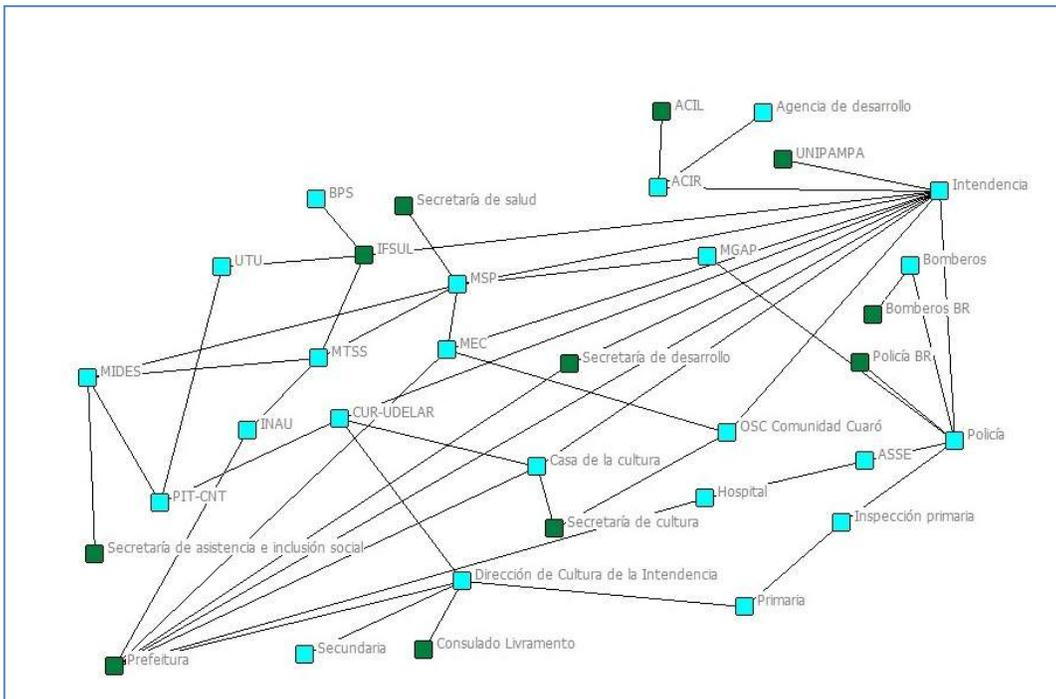 ACIL
Agencia de desarrollo
UNIPAMPA
ACIR
Intendencia
BPS
Secretaría de salud
IFSUL
MGAP
UTU
Bomberos
MSP
Bomberos BR
MEC
MTSS
Secretaría de desarrollo
Policía BR
MIDES
CUR-UDELAR
INAU
OSC Comunidad Cuaró
Policía
Casa de la cultura
ASSE
PIT-CNT
Hospital
Secretaría de cultura
Inspección primaria
Secretaría de asistencia e inclusión social
Dirección de Cultura de la Intendencia
Primaria
Consulado Livramento
Secundaria
Prefeitura